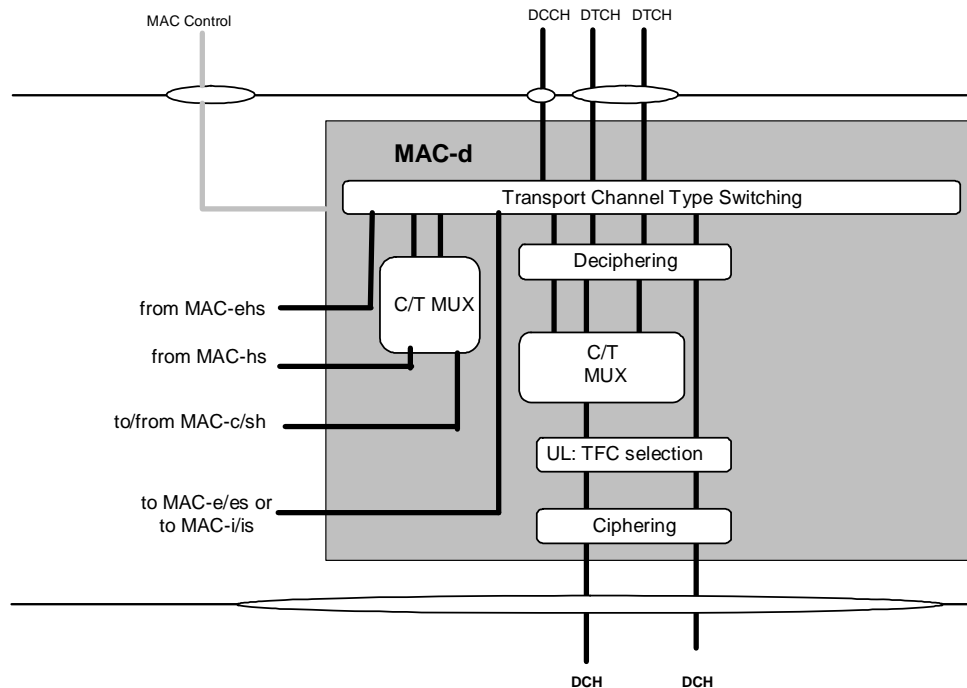 MAC Control
DCCH DTCH DTCH
MAC-d
Transport Channel Type Switching
Deciphering
from MAC-ehs
C/T MUX
from MAC-hs
C/T
MUX
to/from MAC-c/sh
UL: TFC selection
to MAC-e/es or
to MAC-i/is
Ciphering
DCH DCH